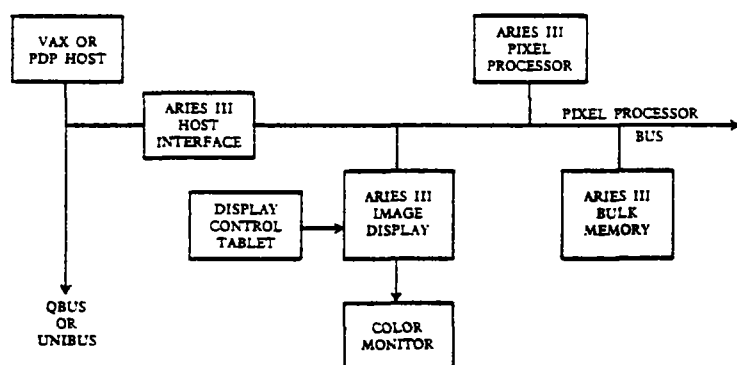 VAX OR
PDP HOST
ARIES III
PIXEL
PROCESSOR
ARIES III
HOST
INTERFACE
PIXEL PROCESSOR
BUS
DISPLAY
CONTROL
TABLET
ARIES III
IMAGE
DISPLAY
ARIES III
BULK
MEMORY
QBUS
OR
UNIBUS
COLOR
MONITOR